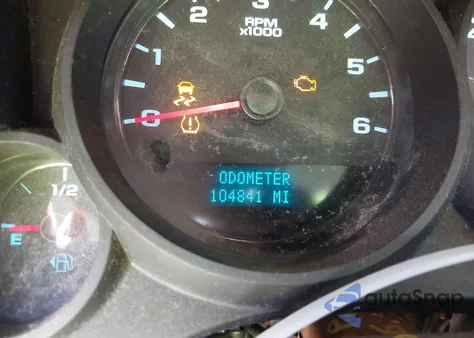 3
2
4
RPM
x1000
1
5
0
6
ODOMETER
104841 MI
1/2
E
autoSnap